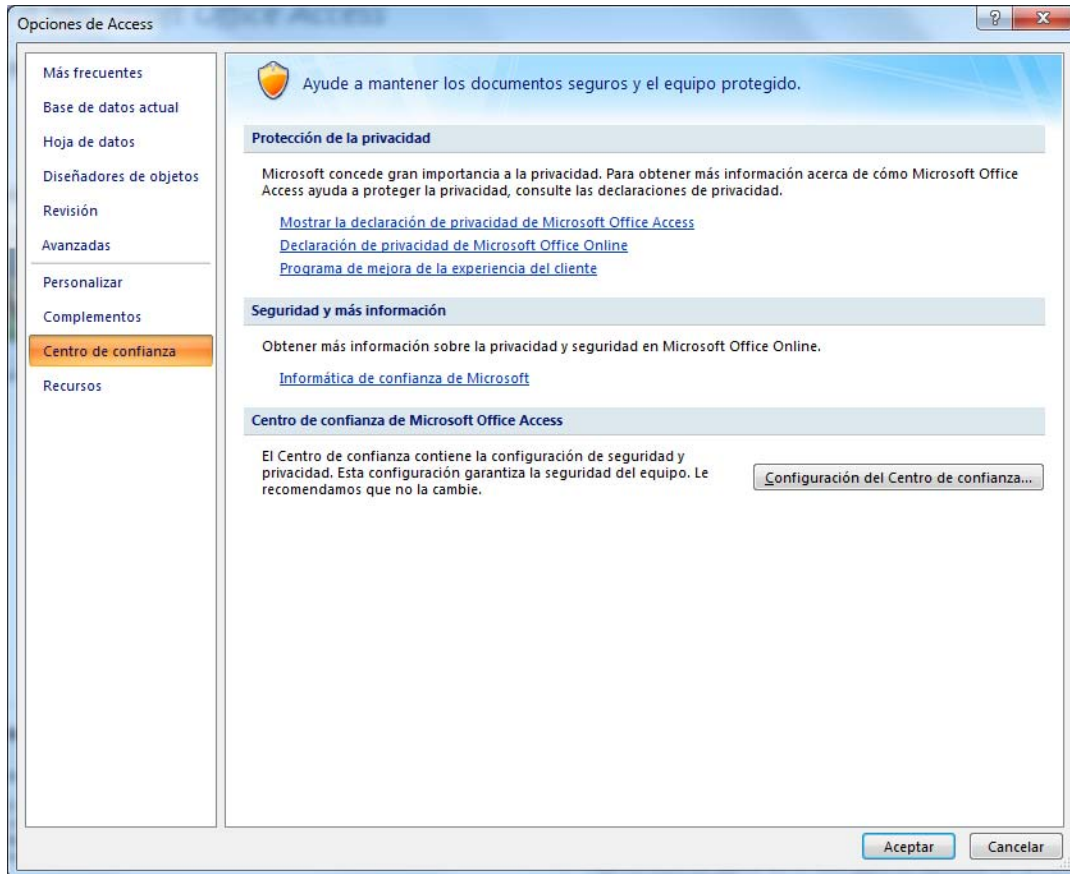 Opciones de Access
Más frecuentes
Base de datos actual
Hoja de datos
Diseñadores de objetos
Revisión
Avanzadas
Personalizar
Complementos
Centro de confianza
Recursos
Ayude a mantener los documentos seguros y el equipo protegido.
Protección de la privacidad
Microsoft concede gran importancia a la privacidad. Para obtener más información acerca de cómo Microsoft Office
Access ayuda a proteger la privacidad, consulte las declaraciones de privacidad.
Mostrar la declaración de privacidad de Microsoft Office Access
Declaración de privacidad de Microsoft Office Online
Programa de mejora de la experiencia del cliente
Seguridad y más información
Obtener más información sobre la privacidad y seguridad en Microsoft Office Online.
Informática de confianza de Microsoft
Centro de confianza de Microsoft Office Access
El Centro de confianza contiene la configuración de seguridad y
privacidad. Esta configuración garantiza la seguridad del equipo. Le
recomendamos que no la cambie.
Configuración del Centro de confianza...
Aceptar
Cancelar